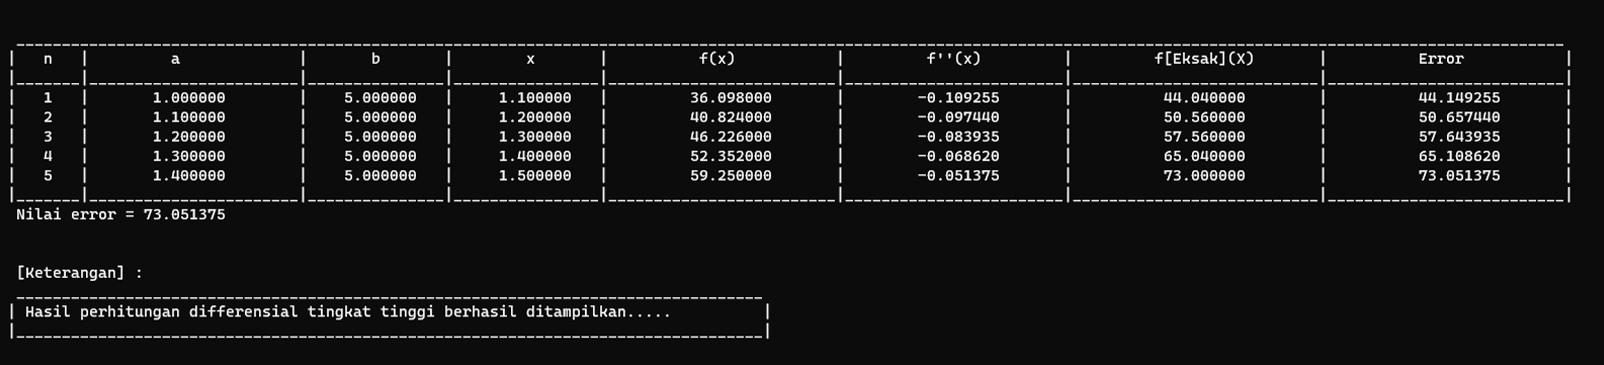 n | a | b | x | f(x) | f''(x) | f[Eksak](X) | Error
1 | 1.000000 | 5.000000 | 1.100000 | 36.098000 | -0.109255 | 44.040000 | 44.149255
2 | 1.100000 | 5.000000 | 1.200000 | 40.824000 | -0.097440 | 50.560000 | 50.657440
3 | 1.200000 | 5.000000 | 1.300000 | 46.226000 | -0.083935 | 57.560000 | 57.643935
4 | 1.300000 | 5.000000 | 1.400000 | 52.352000 | -0.068620 | 65.040000 | 65.108620
5 | 1.400000 | 5.000000 | 1.500000 | 59.250000 | -0.051375 | 73.000000 | 73.051375
Nilai error = 73.051375
[Keterangan] :
Hasil perhitungan differensial tingkat tinggi berhasil ditampilkan.....